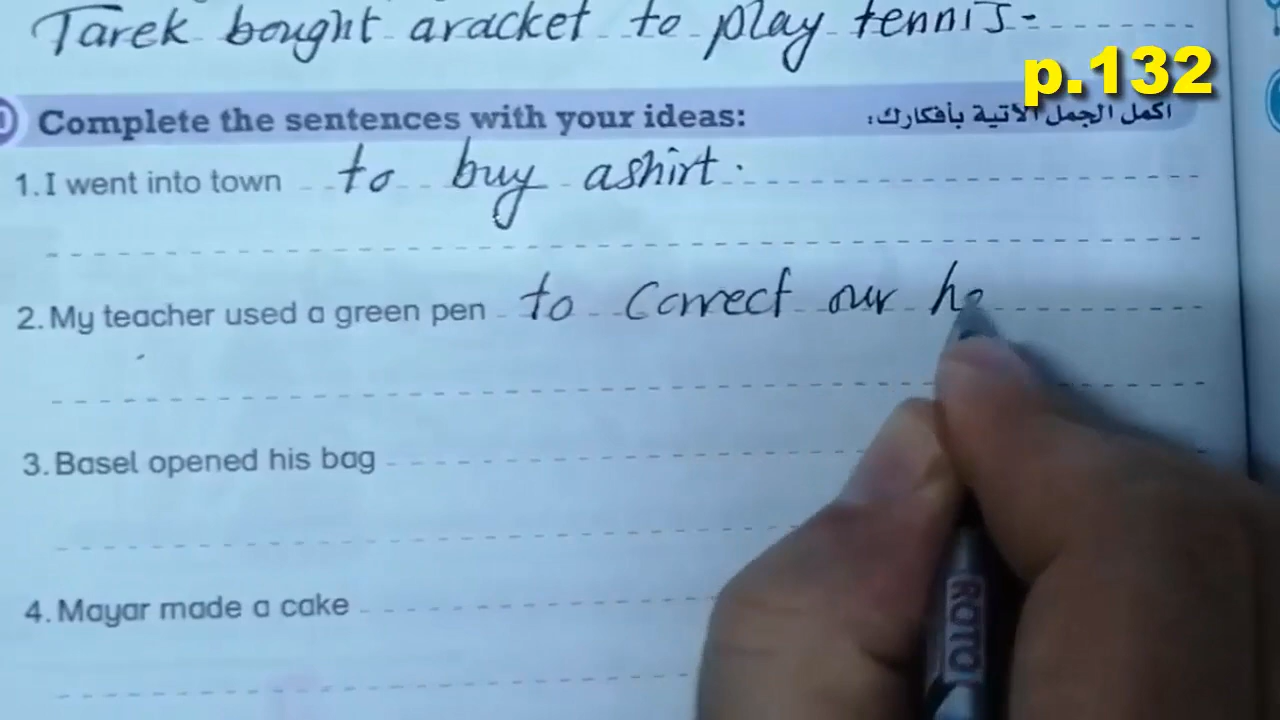 Tarek bought aracket to play tennis.
p.132
Complete the sentences with your ideas:
اكمل الجمل الآتية بأفكارك:
1. I went into town to buy ashirt.
2. My teacher used a green pen to correct our ho
3. Basel opened his bag
4. Mayar made a cake
ROTO